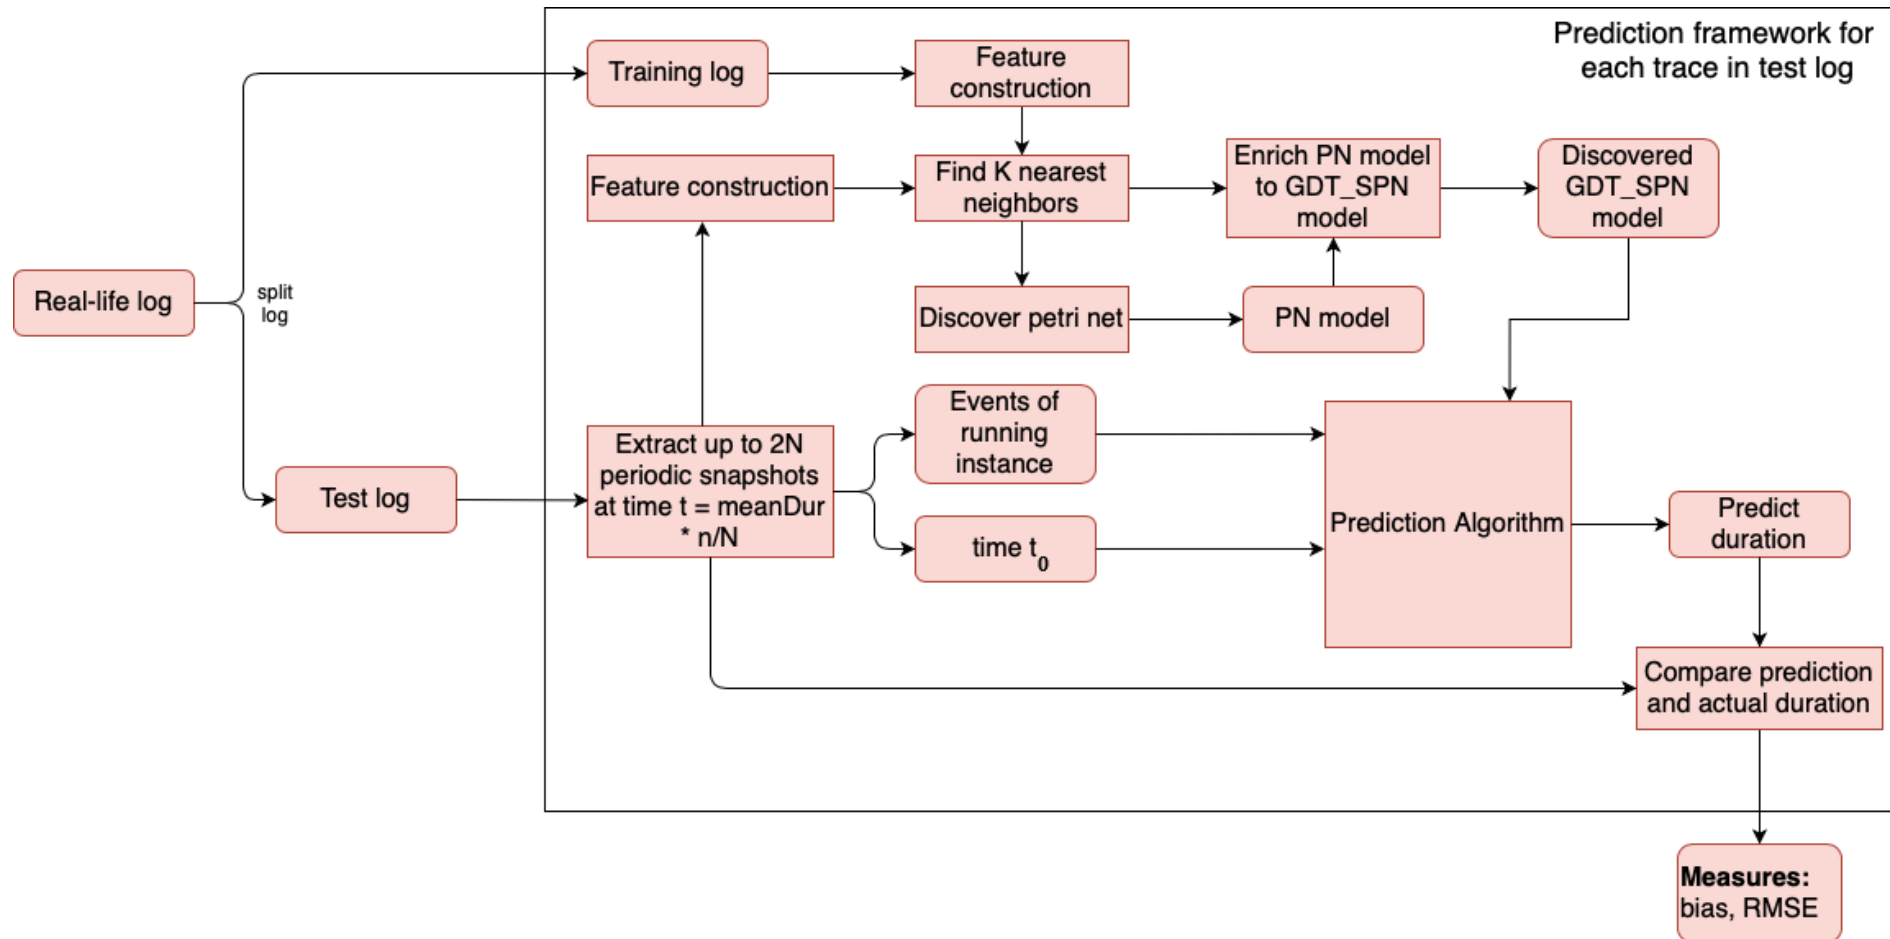 Prediction framework for
each trace in test log
Training log
Feature
construction
Feature construction
Find K nearest
neighbors
Enrich PN model
to GDT_SPN
model
Discovered
GDT_SPN
model
Real-life log
split
log
Discover petri net
PN model
Events of
running
instance
Extract up to 2N
periodic snapshots
at time t = meanDur
* n/N
Test log
time t0
Prediction Algorithm
Predict
duration
Compare prediction
and actual duration
Measures:
bias, RMSE